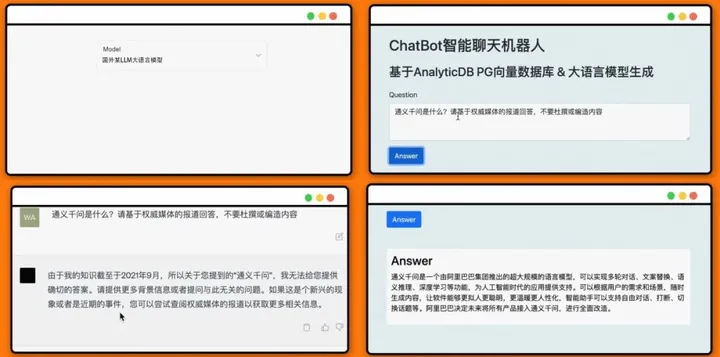 Model
国外某LLM大语言模型
ChatBot智能聊天机器人
基于AnalyticDB PG向量数据库 & 大语言模型生成
Question
通义千问是什么？请基于权威媒体的报道回答，不要杜撰或编造内容
Answer
WA
通义千问是什么？请基于权威媒体的报道回答，不要杜撰或编造内容
由于我的知识截至于2021年9月，所以关于您提到的“通义千问”，我无法给您提供
确切的答案。请提供更多背景信息或者提问与此无关的问题。如果这是个新兴的现
象或者是近期的事件，您可以尝试查阅权威媒体的报道以获取更多相关信息。
Answer
Answer
通义千问是一个由阿里巴巴集团推出的超大规模的语言模型，可以实现多轮对话、文案替换、语
义推理、深度学习等功能，为人工智能时代的应用提供支持。可以根据用户的需求和场景，随时
生成内容，让软件能够更拟人更聪明，更温暖更人性化。智能助手可以支持自由对话、打断、切
换话题等。阿里巴巴决定未来将所有产品接入通义千问，进行全面改造。